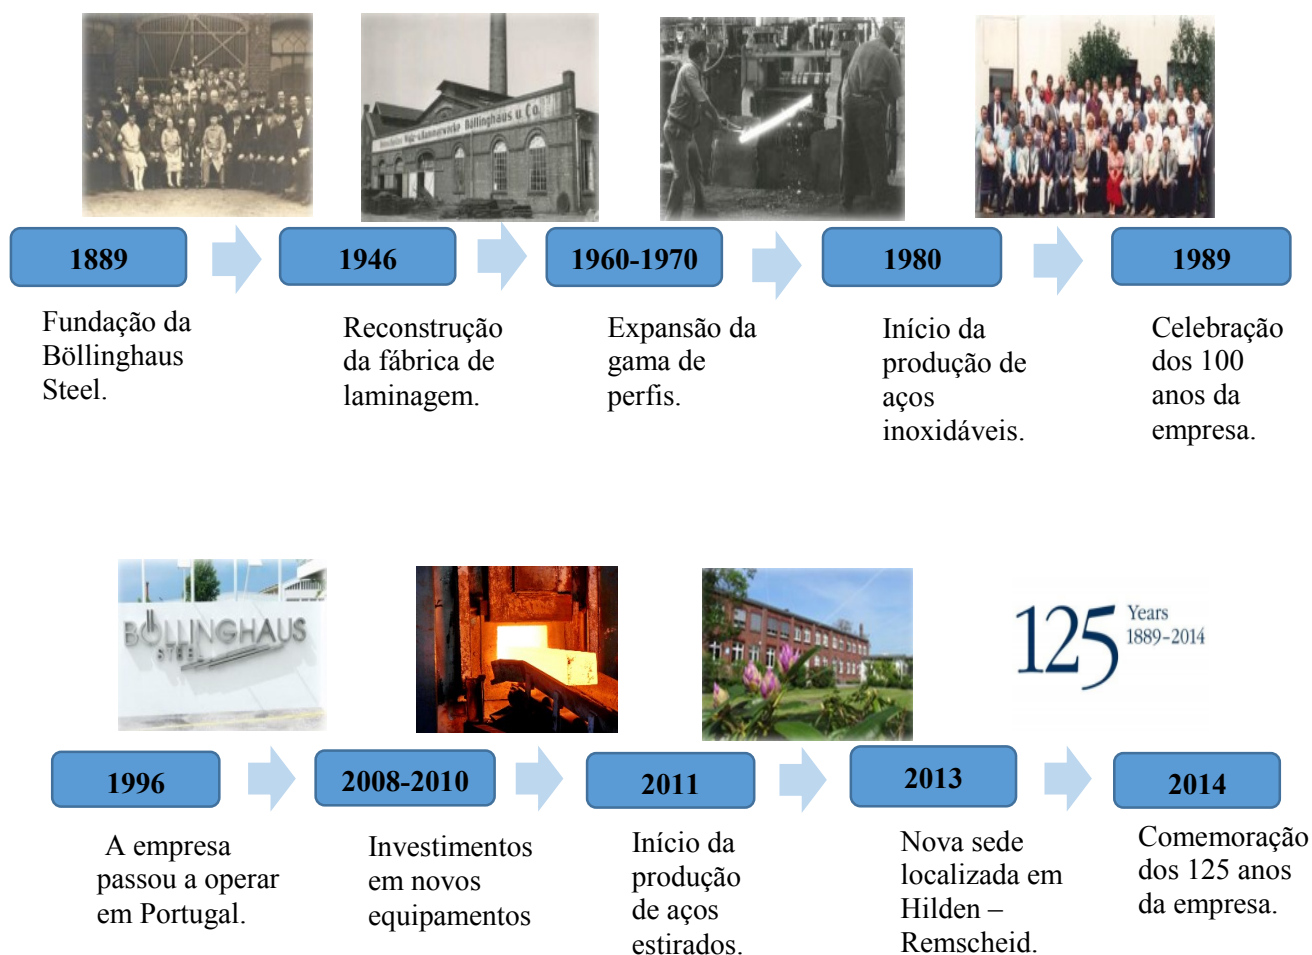 Böllinghaus u. Co.
1889
1946
1960-1970
1980
1989
Fundação da
Böllinghaus
Steel.
Reconstrução
da fábrica de
laminagem.
Expansão da
gama de
perfis.
Início da
produção de
aços
inoxidáveis.
Celebração
dos 100
anos da
empresa.
BÖLLINGHAUS
STEEL
125 Years
1889–2014
1996
2008-2010
2011
2013
2014
A empresa
passou a operar
em Portugal.
Investimentos
em novos
equipamentos
Início da
produção
de aços
estirados.
Nova sede
localizada em
Hilden –
Remscheid.
Comemoração
dos 125 anos
da empresa.